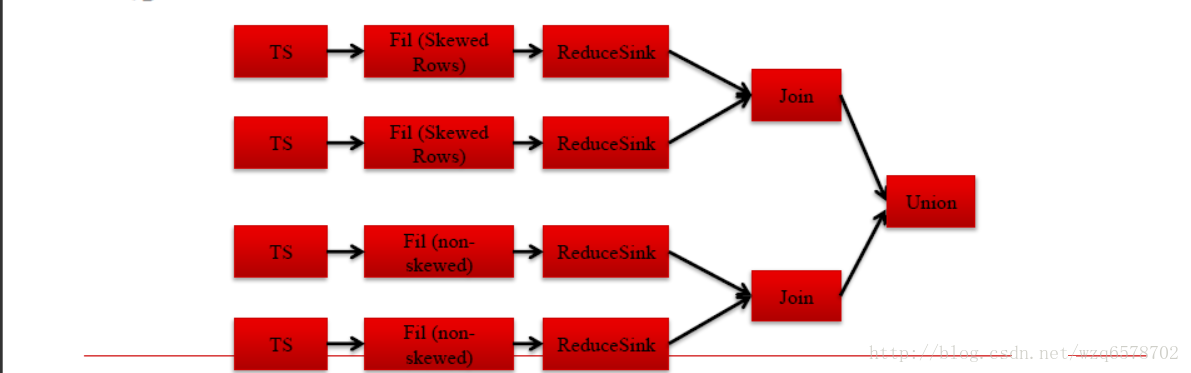 TS
Fil (Skewed
Rows)
ReduceSink
Join
TS
Fil (Skewed
Rows)
ReduceSink
Union
TS
Fil (non-
skewed)
ReduceSink
Join
TS
Fil (non-
skewed)
ReduceSink
http://blog.csdn.net/wzq6578702